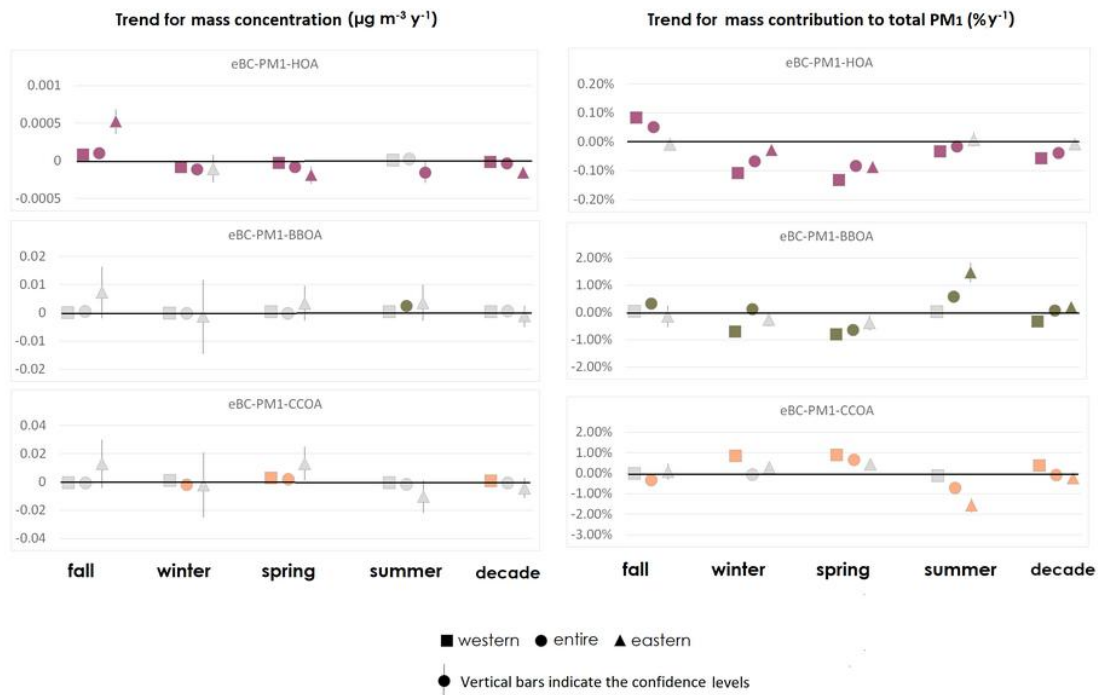 Trend for mass concentration (µg m⁻³ y⁻¹)
Trend for mass contribution to total PM1 (% y⁻¹)
eBC-PM1-HOA
0.001
0.0005
0
-0.0005
eBC-PM1-HOA
0.20%
0.10%
0.00%
-0.10%
-0.20%
eBC-PM1-BBOA
0.02
0.01
0
-0.01
-0.02
eBC-PM1-BBOA
2.00%
1.00%
0.00%
-1.00%
-2.00%
eBC-PM1-CCOA
0.04
0.02
0
-0.02
-0.04
eBC-PM1-CCOA
2.00%
1.00%
0.00%
-1.00%
-2.00%
-3.00%
fall winter spring summer decade
fall winter spring summer decade
western entire eastern
Vertical bars indicate the confidence levels